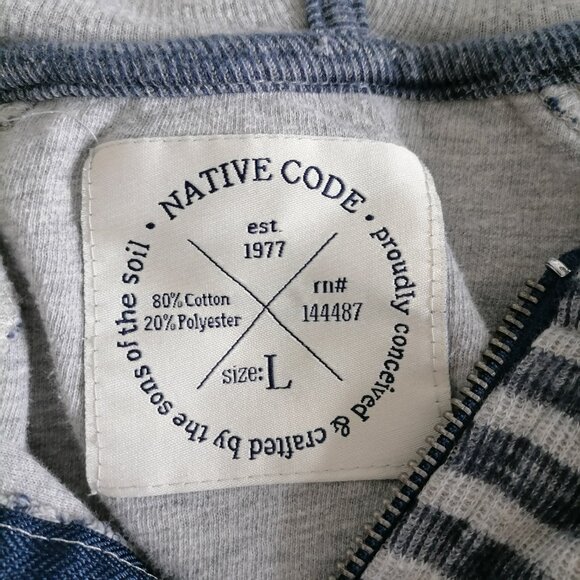 • NATIVE CODE •
proudly conceived & crafted by the sons of the soil
est.
1977
80% Cotton
20% Polyester
rn#
144487
size: L